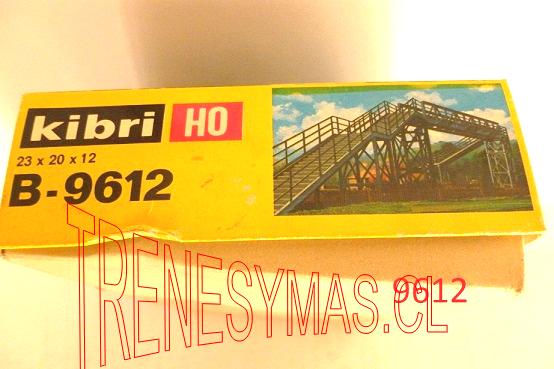 kibri HO
23 x 20 x 12
B-9612
TRENESYMAS.CL
9612